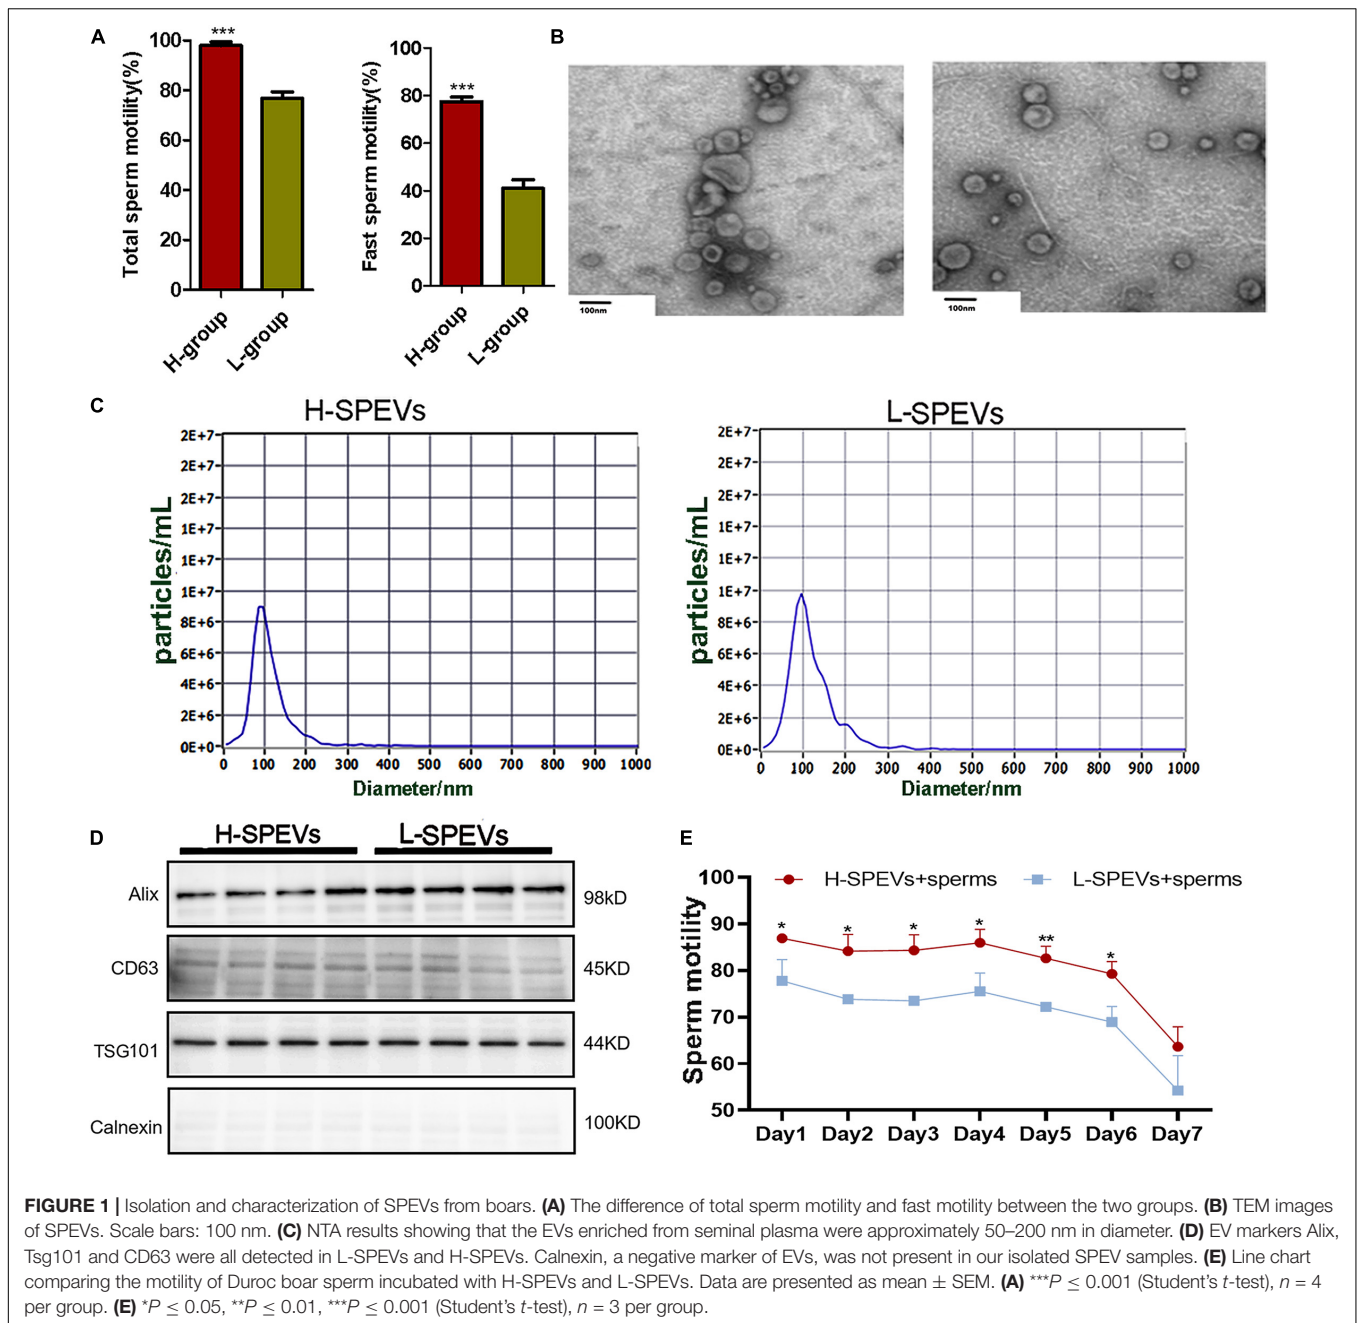 A
***
100
80
60
40
20
0
Total sperm motility(%)
H-group
L-group
***
100
80
60
40
20
0
Fast sperm motility(%)
H-group
L-group
B
100nm
100nm
C
H-SPEVs
2E+7
2E+7
2E+7
1E+7
1E+7
1E+7
8E+6
6E+6
4E+6
2E+6
0E+0
particles/mL
0 100 200 300 400 500 600 700 800 900 1000
Diameter/nm
L-SPEVs
2E+7
2E+7
2E+7
1E+7
1E+7
1E+7
8E+6
6E+6
4E+6
2E+6
0E+0
particles/mL
0 100 200 300 400 500 600 700 800 900 1000
Diameter/nm
D
H-SPEVs L-SPEVs
Alix 98kD
CD63 45KD
TSG101 44KD
Calnexin 100KD
E
H-SPEVs+sperms L-SPEVs+sperms
100
90
80
70
60
50
Sperm motility
* * * * ** *
Day1 Day2 Day3 Day4 Day5 Day6 Day7
FIGURE 1 | Isolation and characterization of SPEVs from boars. (A) The difference of total sperm motility and fast motility between the two groups. (B) TEM images
of SPEVs. Scale bars: 100 nm. (C) NTA results showing that the EVs enriched from seminal plasma were approximately 50–200 nm in diameter. (D) EV markers Alix,
Tsg101 and CD63 were all detected in L-SPEVs and H-SPEVs. Calnexin, a negative marker of EVs, was not present in our isolated SPEV samples. (E) Line chart
comparing the motility of Duroc boar sperm incubated with H-SPEVs and L-SPEVs. Data are presented as mean ± SEM. (A) ***P ≤ 0.001 (Student's t-test), n = 4
per group. (E) *P ≤ 0.05, **P ≤ 0.01, ***P ≤ 0.001 (Student's t-test), n = 3 per group.